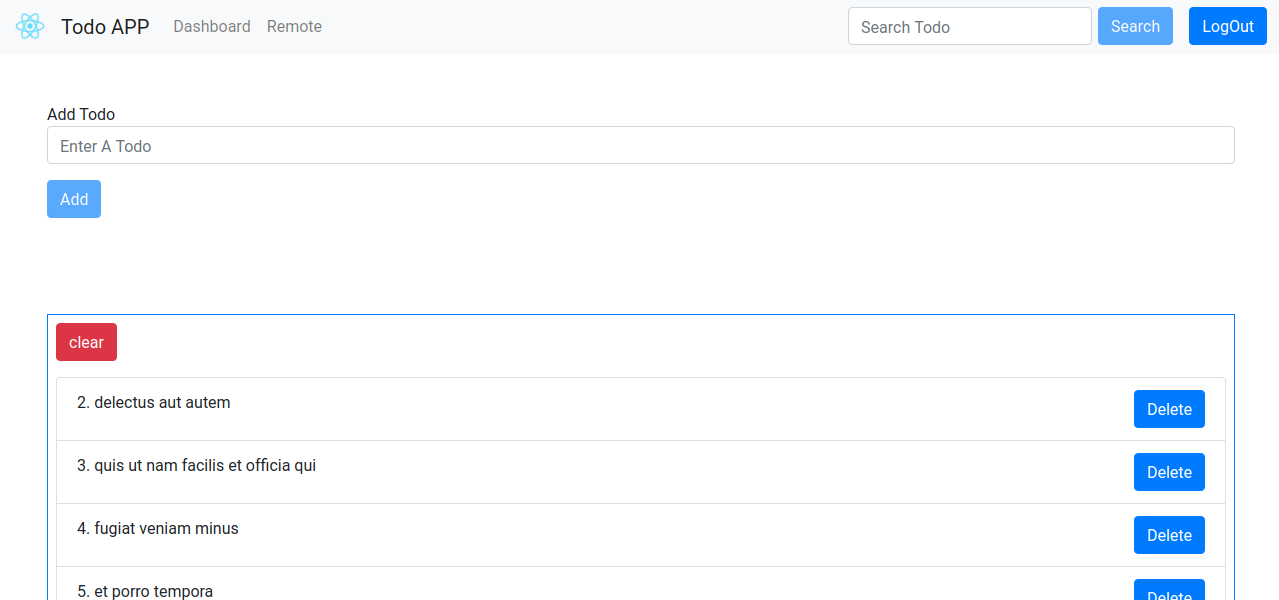 Todo APP Dashboard Remote Search Todo Search LogOut
Add Todo
Enter A Todo
Add
clear
2. delectus aut autem Delete
3. quis ut nam facilis et officia qui Delete
4. fugiat veniam minus Delete
5. et porro tempora Delete